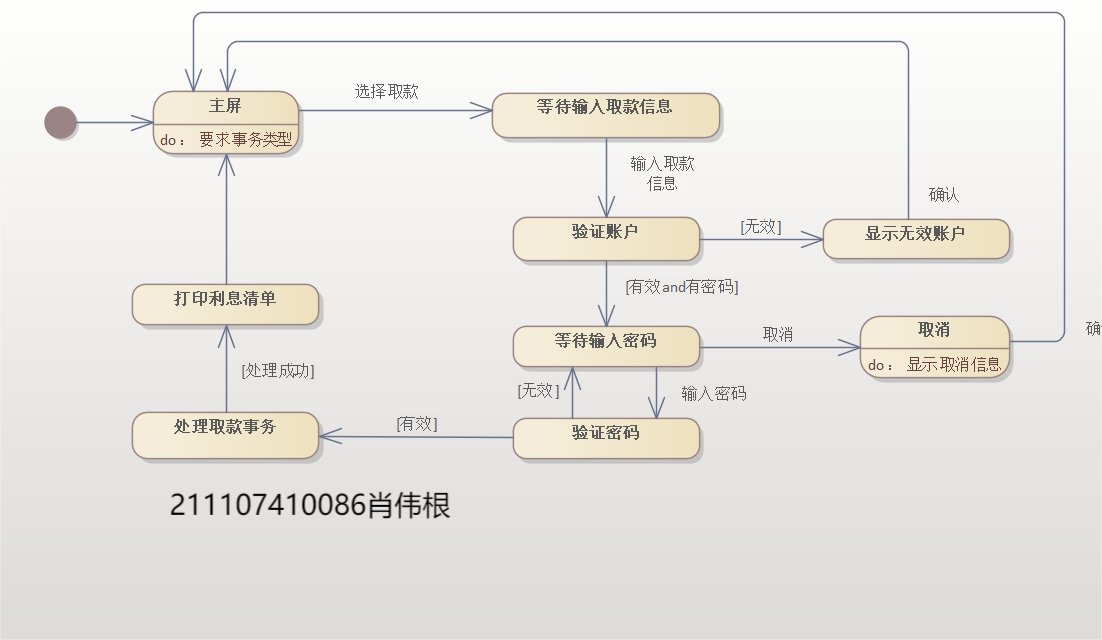 主屏
do： 要求事务类型
选择取款
等待输入取款信息
输入取款
信息
确认
验证账户
[无效]
显示无效账户
[有效and有密码]
打印利息清单
等待输入密码
取消
取消
do： 显示取消信息
确
[处理成功]
[无效]
输入密码
处理取款事务
[有效]
验证密码
211107410086肖伟根